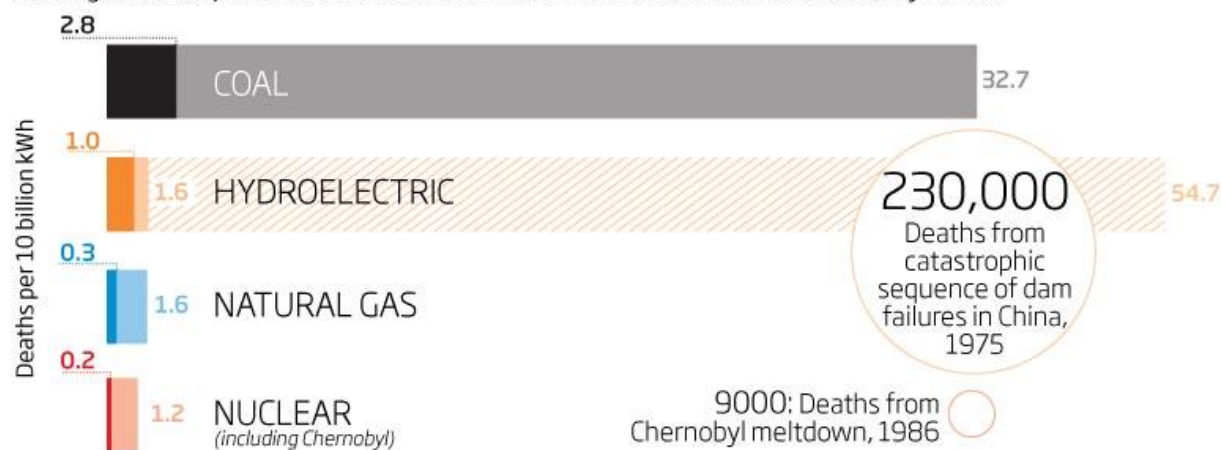 2.8
COAL
32.7
Deaths per 10 billion kWh
1.0
1.6
HYDROELECTRIC
54.7
230,000
Deaths from
catastrophic
sequence of dam
failures in China,
1975
0.3
1.6
NATURAL GAS
0.2
1.2
NUCLEAR
(including Chernobyl)
9000: Deaths from
Chernobyl meltdown, 1986